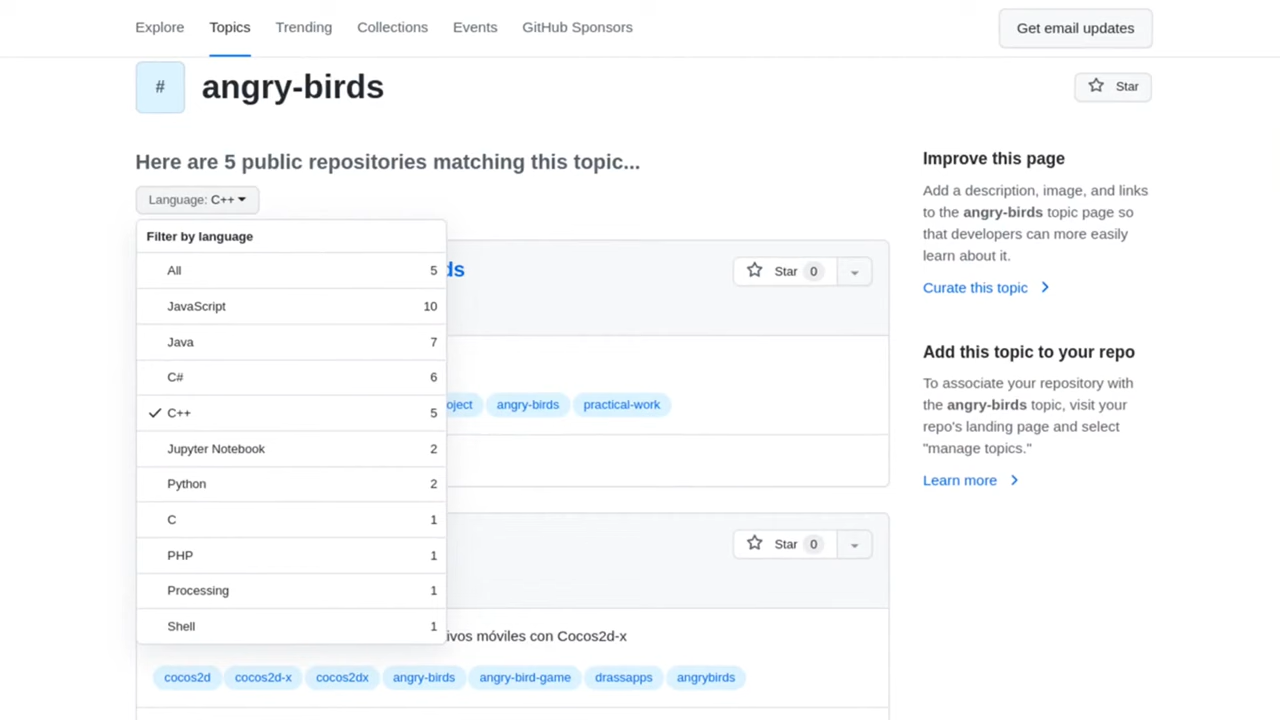 Explore Topics Trending Collections Events GitHub Sponsors Get email updates
# angry-birds Star
Here are 5 public repositories matching this topic...
Language: C++
Filter by language
All 5
JavaScript 10
Java 7
C# 6
C++ 5
Jupyter Notebook 2
Python 2
C 1
PHP 1
Processing 1
Shell 1
Star 0
angry-birds practical-work
Star 0
móviles con Cocos2d-x
cocos2d cocos2d-x cocos2dx angry-birds angry-bird-game drassapps angrybirds
Improve this page
Add a description, image, and links
to the angry-birds topic page so
that developers can more easily
learn about it.
Curate this topic
Add this topic to your repo
To associate your repository with
the angry-birds topic, visit your
repo's landing page and select
"manage topics."
Learn more